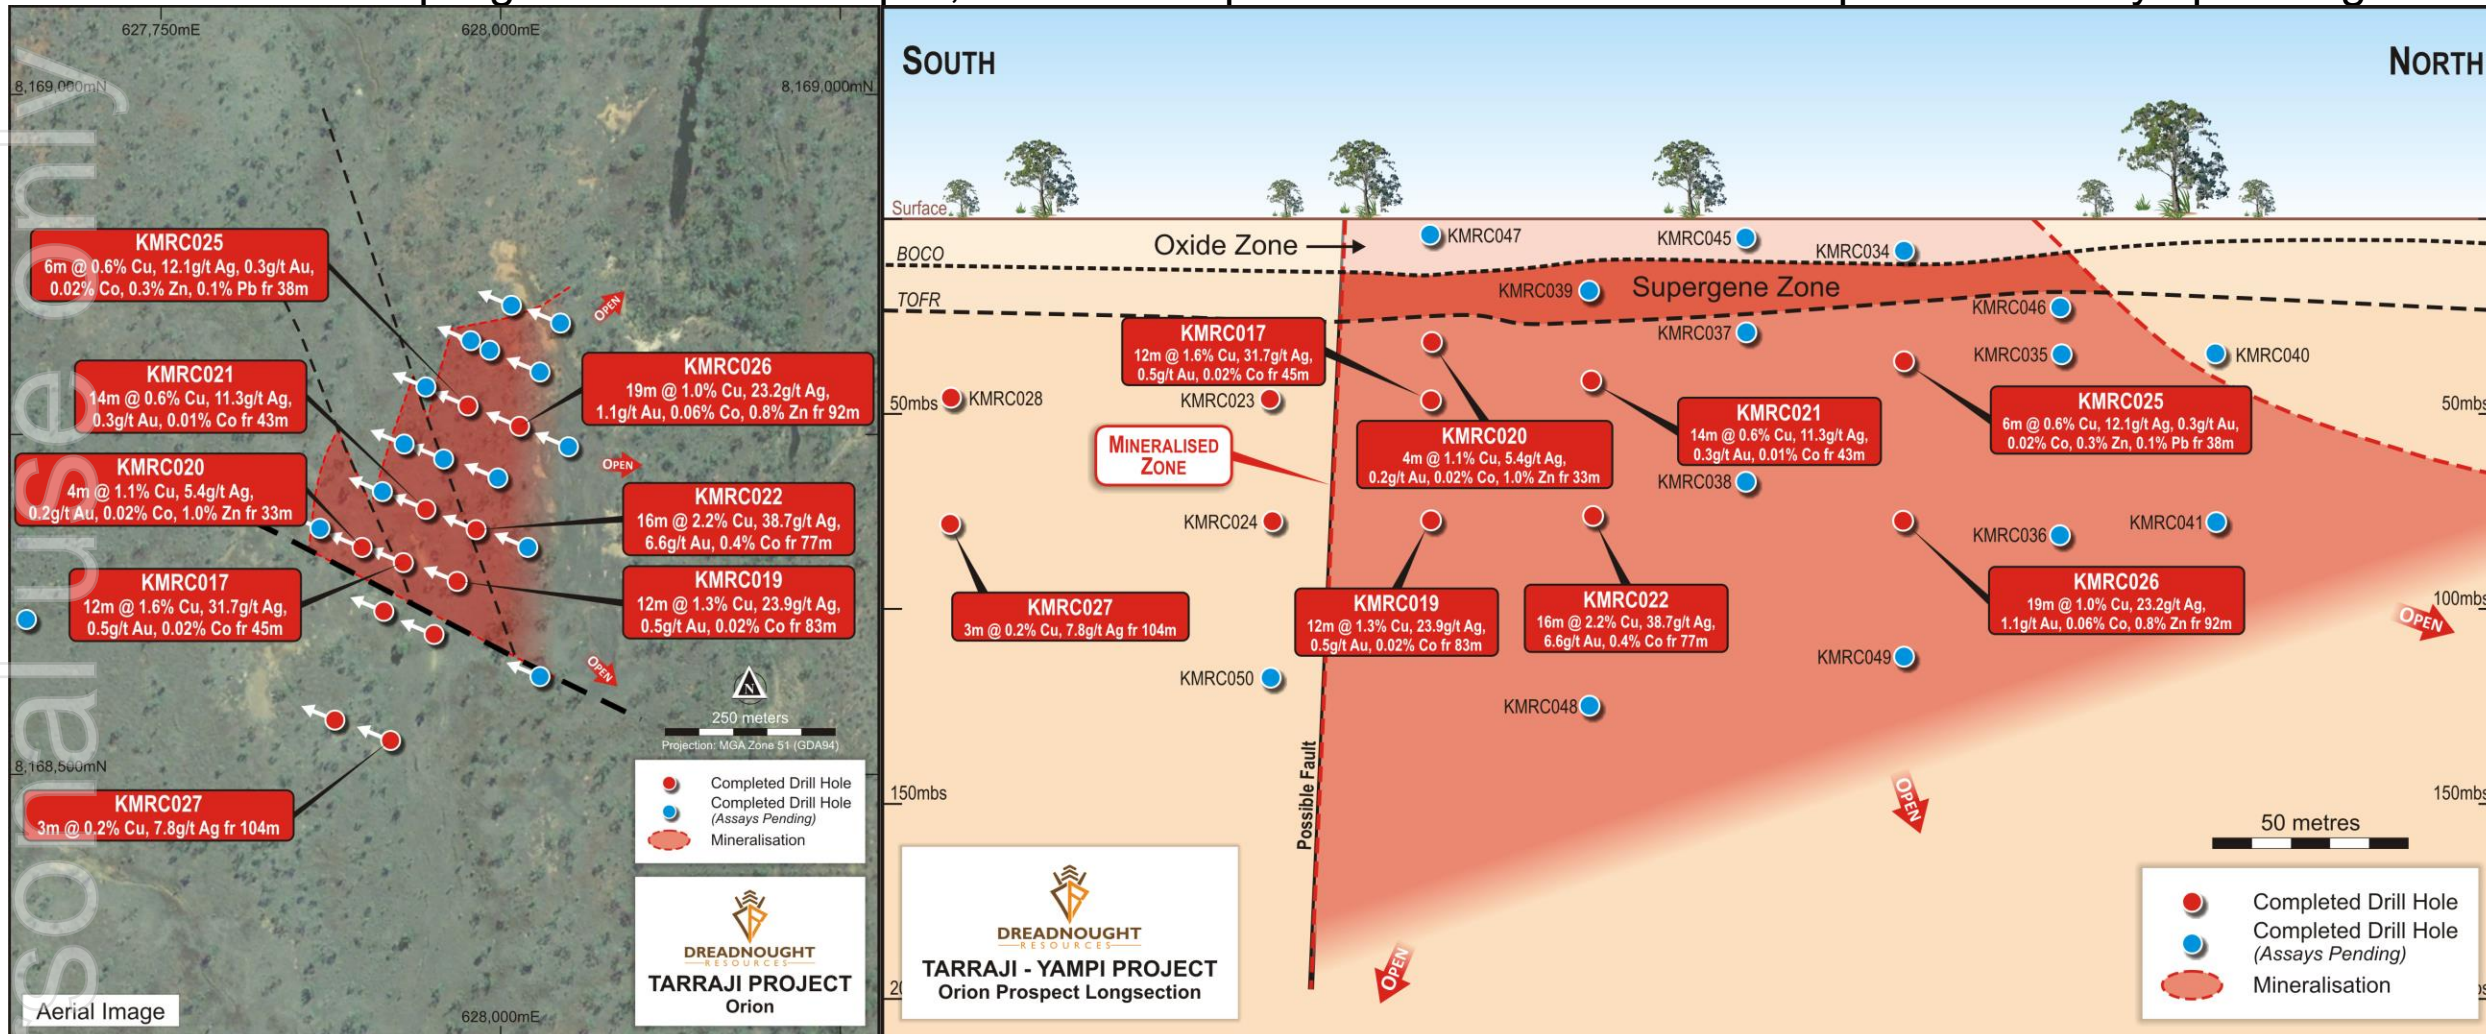 sonal use only
627,750mE
628,000mE
8,169,000mN
8,169,000mN
KMRC025
6m @ 0.6% Cu, 12.1g/t Ag, 0.3g/t Au,
0.02% Co, 0.3% Zn, 0.1% Pb fr 38m
OPEN
KMRC021
14m @ 0.6% Cu, 11.3g/t Ag,
0.3g/t Au, 0.01% Co fr 43m
KMRC026
19m @ 1.0% Cu, 23.2g/t Ag,
1.1g/t Au, 0.06% Co, 0.8% Zn fr 92m
OPEN
KMRC020
4m @ 1.1% Cu, 5.4g/t Ag,
0.2g/t Au, 0.02% Co, 1.0% Zn fr 33m
KMRC022
16m @ 2.2% Cu, 38.7g/t Ag,
6.6g/t Au, 0.4% Co fr 77m
KMRC017
12m @ 1.6% Cu, 31.7g/t Ag,
0.5g/t Au, 0.02% Co fr 45m
KMRC019
12m @ 1.3% Cu, 23.9g/t Ag,
0.5g/t Au, 0.02% Co fr 83m
OPEN
N
250 meters
Projection: MGA Zone 51 (GDA94)
8,168,500mN
KMRC027
3m @ 0.2% Cu, 7.8g/t Ag fr 104m
Completed Drill Hole
Completed Drill Hole
(Assays Pending)
Mineralisation
DREADNOUGHT
RESOURCES
TARRAJI PROJECT
Orion
Aerial Image
628,000mE
SOUTH
NORTH
Surface
Oxide Zone
KMRC047
KMRC045
KMRC034
BOCO
KMRC039
Supergene Zone
TOFR
KMRC046
KMRC037
KMRC017
12m @ 1.6% Cu, 31.7g/t Ag,
0.5g/t Au, 0.02% Co fr 45m
KMRC035
KMRC040
50mbs
KMRC028
KMRC023
50mbs
KMRC020
4m @ 1.1% Cu, 5.4g/t Ag,
0.2g/t Au, 0.02% Co, 1.0% Zn fr 33m
KMRC021
14m @ 0.6% Cu, 11.3g/t Ag,
0.3g/t Au, 0.01% Co fr 43m
KMRC025
6m @ 0.6% Cu, 12.1g/t Ag, 0.3g/t Au,
0.02% Co, 0.3% Zn, 0.1% Pb fr 38m
MINERALISED
ZONE
KMRC038
KMRC024
KMRC036
KMRC041
KMRC027
3m @ 0.2% Cu, 7.8g/t Ag fr 104m
KMRC019
12m @ 1.3% Cu, 23.9g/t Ag,
0.5g/t Au, 0.02% Co fr 83m
KMRC022
16m @ 2.2% Cu, 38.7g/t Ag,
6.6g/t Au, 0.4% Co fr 77m
KMRC026
19m @ 1.0% Cu, 23.2g/t Ag,
1.1g/t Au, 0.06% Co, 0.8% Zn fr 92m
100mbs
OPEN
KMRC050
KMRC048
KMRC049
Possible Fault
150mbs
150mbs
OPEN
OPEN
50 metres
DREADNOUGHT
RESOURCES
TARRAJI - YAMPI PROJECT
Orion Prospect Longsection
Completed Drill Hole
Completed Drill Hole
(Assays Pending)
Mineralisation